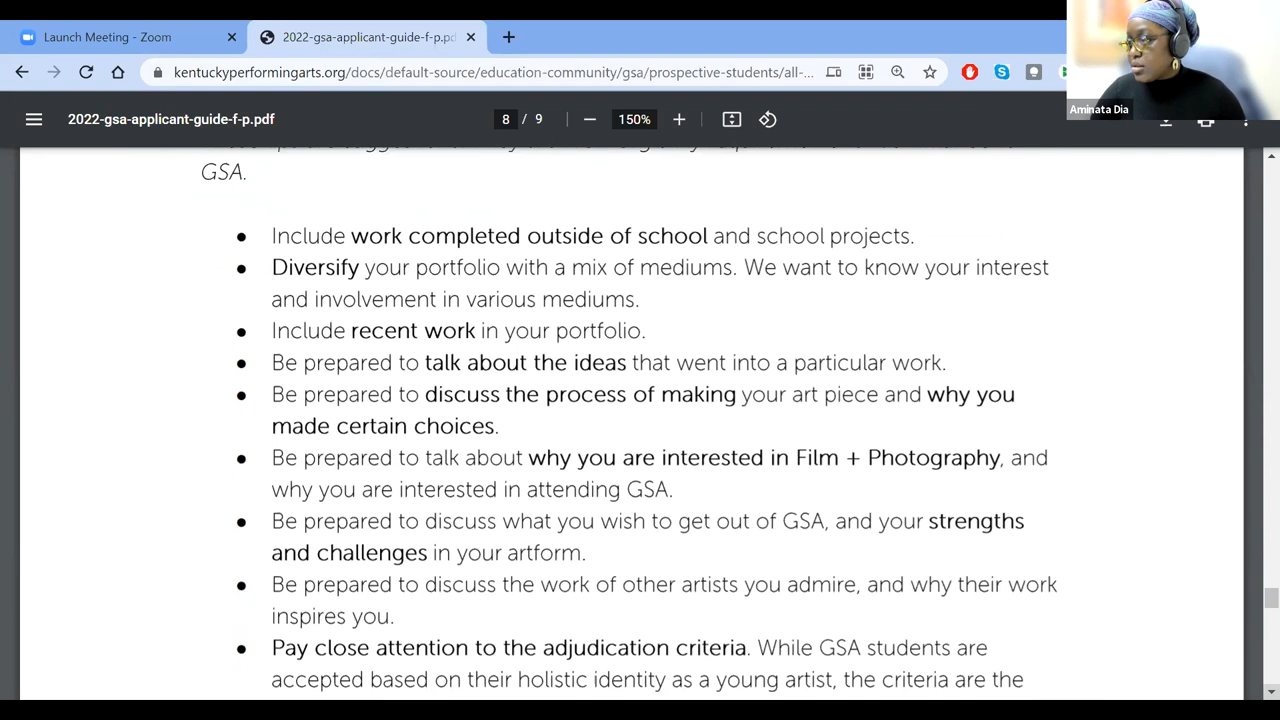 Launch Meeting - Zoom
2022-gsa-applicant-guide-f-p.pd
kentuckyperformingarts.org/docs/default-source/education-community/gsa/prospective-students/all-...
Aminata Dia
2022-gsa-applicant-guide-f-p.pdf
8 / 9
150%
GSA.
• Include work completed outside of school and school projects.
• Diversify your portfolio with a mix of mediums. We want to know your interest
and involvement in various mediums.
• Include recent work in your portfolio.
• Be prepared to talk about the ideas that went into a particular work.
• Be prepared to discuss the process of making your art piece and why you
made certain choices.
• Be prepared to talk about why you are interested in Film + Photography, and
why you are interested in attending GSA.
• Be prepared to discuss what you wish to get out of GSA, and your strengths
and challenges in your artform.
• Be prepared to discuss the work of other artists you admire, and why their work
inspires you.
• Pay close attention to the adjudication criteria. While GSA students are
accepted based on their holistic identity as a young artist, the criteria are the